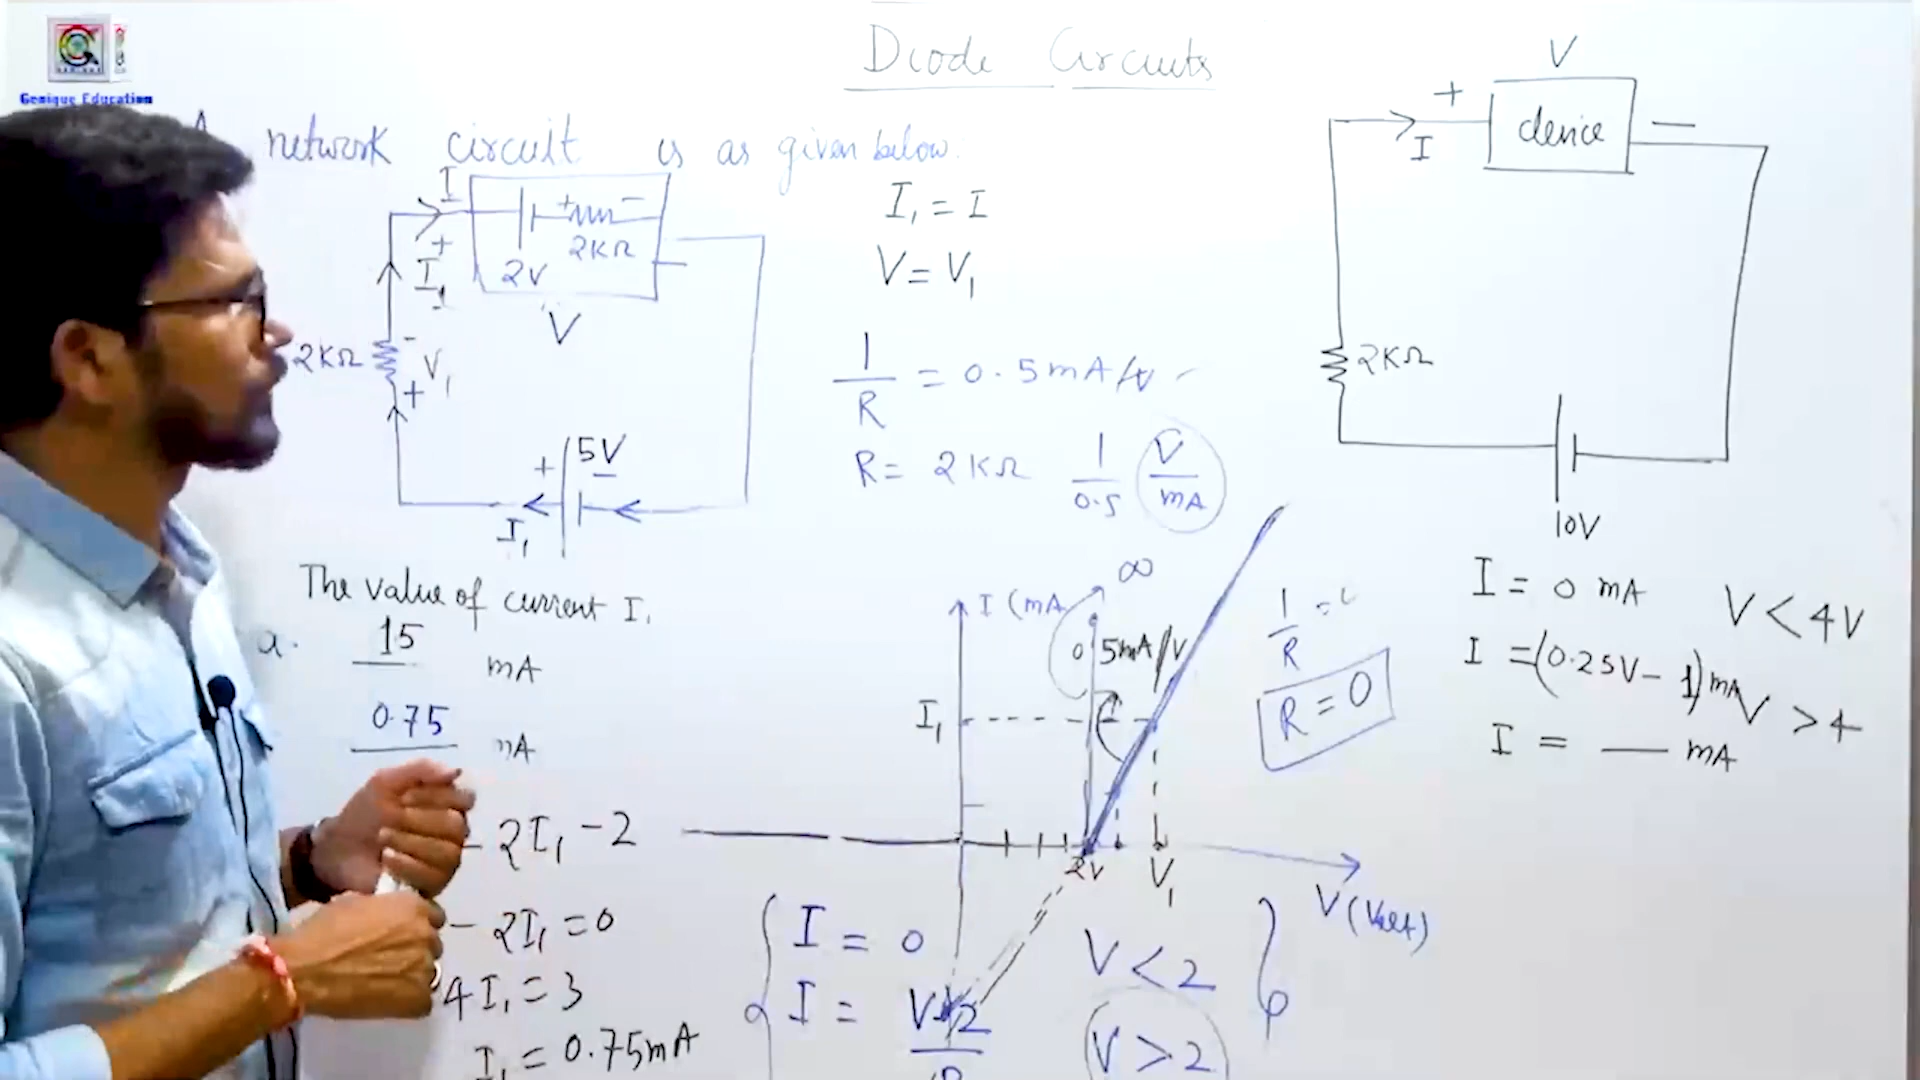 Genique Education
Diode Circuits
network circuit is as given below.
I
+ -
2KΩ
2V
+
I1
-
V
2KΩ
-
V1
+
+
5V
I1
I1 = I
V = V1
1/R = 0.5mA/V
R = 2KΩ
1/0.5 V/mA
V
+
device
-
I
2KΩ
10V
The value of current I1
a. 15 mA
0.75 mA
- 2I1 - 2
- 2I1 = 0
4I1 = 3
I1 = 0.75mA
∞
I (mA
0 5mA/V
I1
2V
V1
V (Volt)
1/R =
R = 0
I = 0 V < 2
I = V-2/R V > 2
I = 0 mA V < 4V
I = (0.25V - 1) mA V > 4
I = — mA